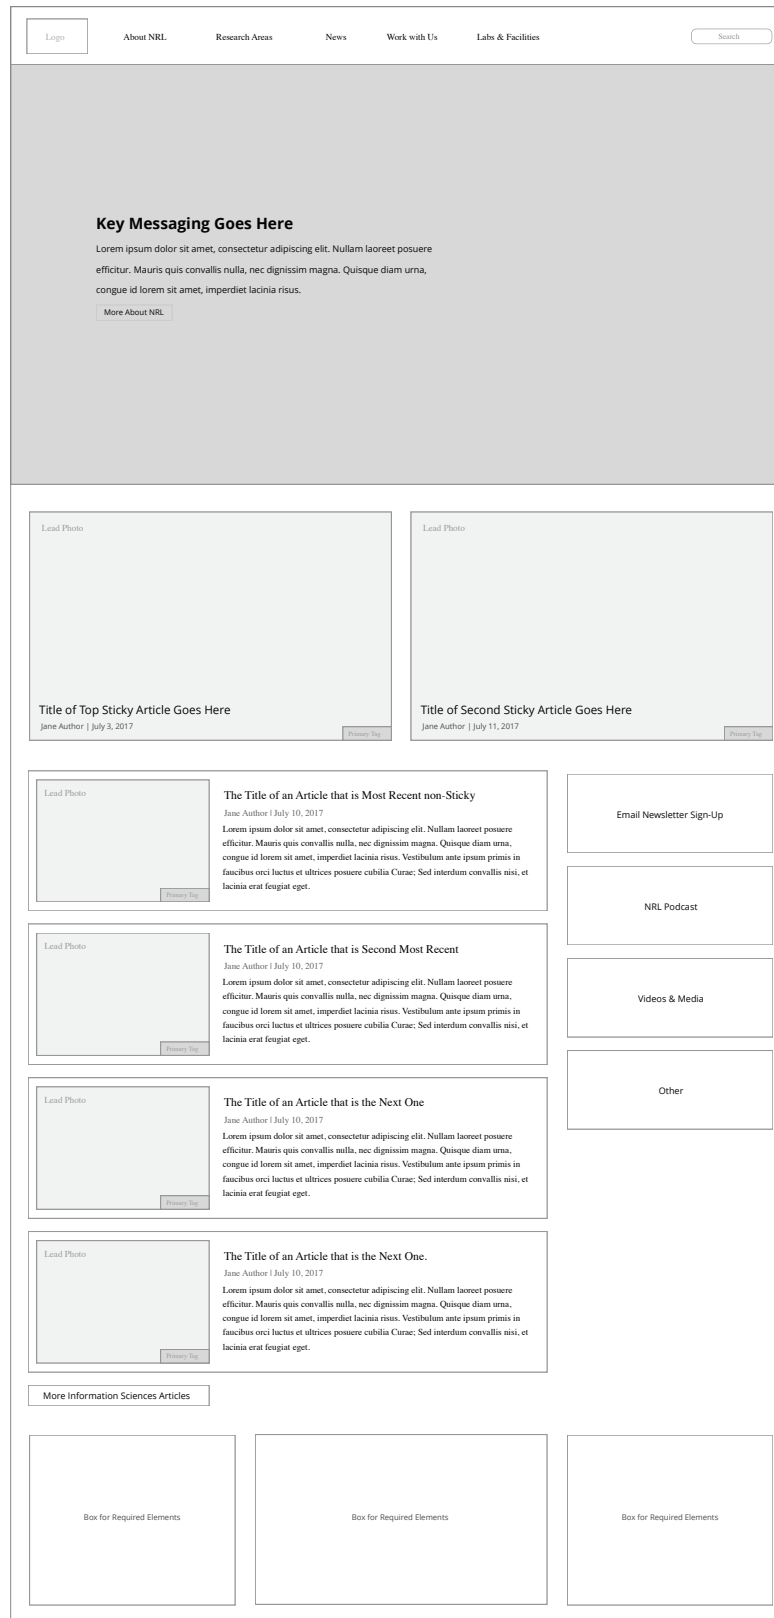 Logo
About NRL
Research Areas
News
Work with Us
Labs & Facilities
Search
Key Messaging Goes Here
Lorem ipsum dolor sit amet, consectetur adipiscing elit. Nullam laoreet posuere
efficitur. Mauris quis convallis nulla, nec dignissim magna. Quisque diam urna,
congue id lorem sit amet, imperdiet lacinia risus.
More About NRL
Lead Photo
Title of Top Sticky Article Goes Here
Jane Author | July 3, 2017
Primary Tag
Lead Photo
Title of Second Sticky Article Goes Here
Jane Author | July 11, 2017
Primary Tag
Lead Photo
Primary Tag
The Title of an Article that is Most Recent non-Sticky
Jane Author | July 10, 2017
Lorem ipsum dolor sit amet, consectetur adipiscing elit. Nullam laoreet posuere
efficitur. Mauris quis convallis nulla, nec dignissim magna. Quisque diam urna,
congue id lorem sit amet, imperdiet lacinia risus. Vestibulum ante ipsum primis in
faucibus orci luctus et ultrices posuere cubilia Curae; Sed interdum convallis nisi, et
lacinia erat feugiat eget.
Lead Photo
Primary Tag
The Title of an Article that is Second Most Recent
Jane Author | July 10, 2017
Lorem ipsum dolor sit amet, consectetur adipiscing elit. Nullam laoreet posuere
efficitur. Mauris quis convallis nulla, nec dignissim magna. Quisque diam urna,
congue id lorem sit amet, imperdiet lacinia risus. Vestibulum ante ipsum primis in
faucibus orci luctus et ultrices posuere cubilia Curae; Sed interdum convallis nisi, et
lacinia erat feugiat eget.
Lead Photo
Primary Tag
The Title of an Article that is the Next One
Jane Author | July 10, 2017
Lorem ipsum dolor sit amet, consectetur adipiscing elit. Nullam laoreet posuere
efficitur. Mauris quis convallis nulla, nec dignissim magna. Quisque diam urna,
congue id lorem sit amet, imperdiet lacinia risus. Vestibulum ante ipsum primis in
faucibus orci luctus et ultrices posuere cubilia Curae; Sed interdum convallis nisi, et
lacinia erat feugiat eget.
Lead Photo
Primary Tag
The Title of an Article that is the Next One.
Jane Author | July 10, 2017
Lorem ipsum dolor sit amet, consectetur adipiscing elit. Nullam laoreet posuere
efficitur. Mauris quis convallis nulla, nec dignissim magna. Quisque diam urna,
congue id lorem sit amet, imperdiet lacinia risus. Vestibulum ante ipsum primis in
faucibus orci luctus et ultrices posuere cubilia Curae; Sed interdum convallis nisi, et
lacinia erat feugiat eget.
More Information Sciences Articles
Email Newsletter Sign-Up
NRL Podcast
Videos & Media
Other
Box for Required Elements
Box for Required Elements
Box for Required Elements